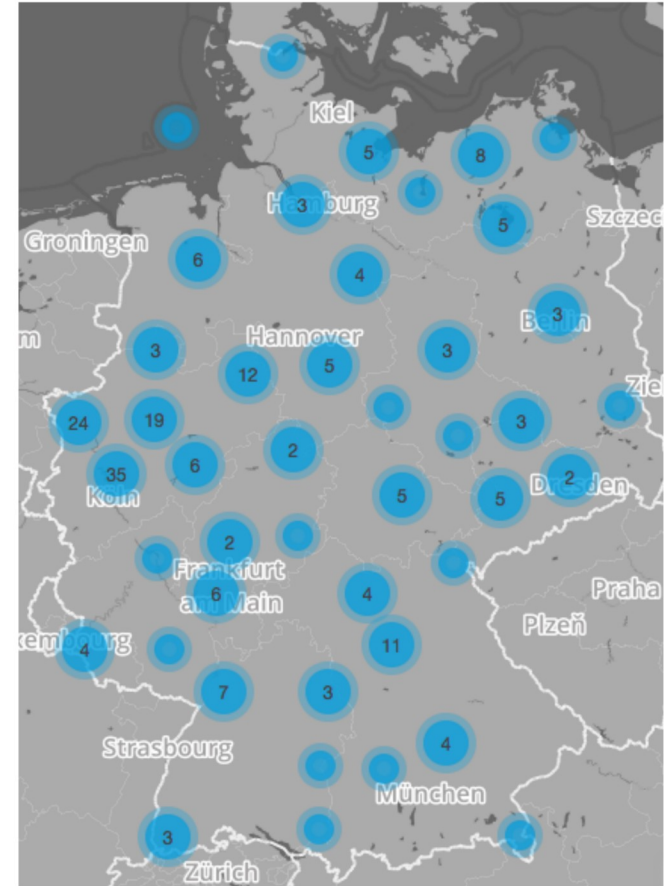 Kiel
5
8
Hamburg
3
5
Szczec
Groningen
6
4
3
Berlin
m
Hannover
3
3
12
5
Ziel
24
19
3
6
2
35
Köln
5
5
2
Dresden
2
Frankfurt
am Main
6
4
Praha
Plzeň
xembourg
4
11
7
3
Strasbourg
4
München
3
Zürich